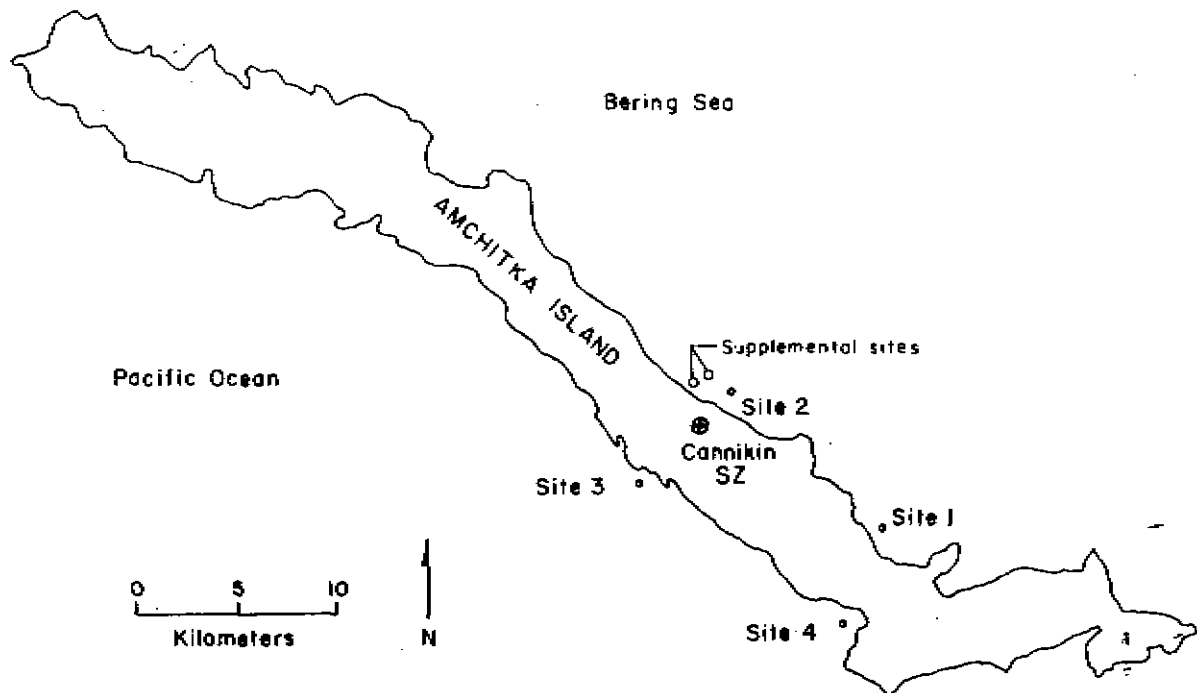 Bering Sea
AMCHITKA ISLAND
Supplemental sites
Pacific Ocean
Site 2
Cannikin
SZ
Site 3
Site 1
0 5 10
Kilometers
N
Site 4